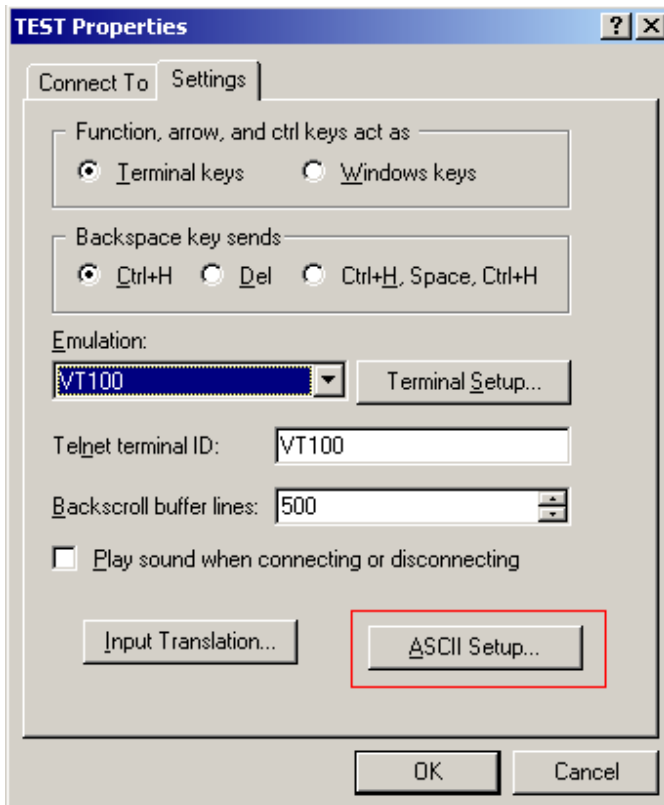 TEST Properties
Connect To Settings
Function, arrow, and ctrl keys act as
Terminal keys Windows keys
Backspace key sends
Ctrl+H Del Ctrl+H, Space, Ctrl+H
Emulation:
VT100 Terminal Setup...
Telnet terminal ID: VT100
Backscroll buffer lines: 500
Play sound when connecting or disconnecting
Input Translation... ASCII Setup...
OK Cancel